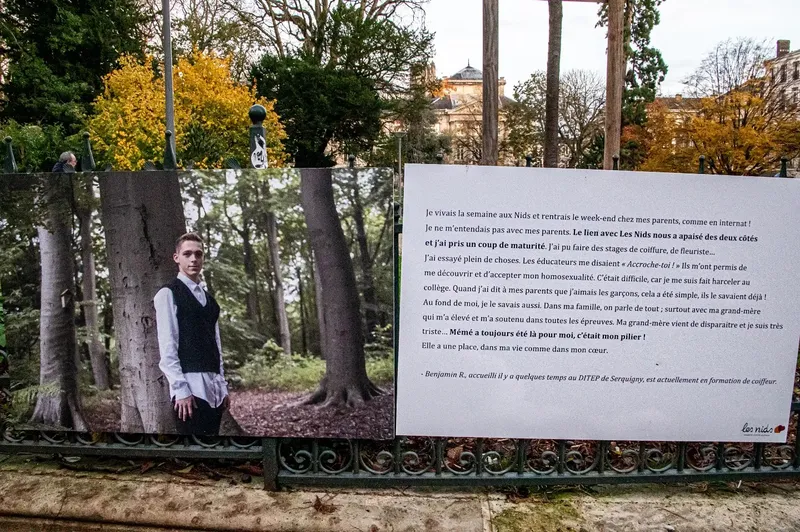 Je vivais la semaine aux Nids et rentrais le week-end chez mes parents, comme en internat !
Je ne m'entendais pas avec mes parents. Le lien avec Les Nids nous a apaisé des deux côtés
et j'ai pris un coup de maturité. J'ai pu faire des stages de coiffure, de fleuriste...
J'ai essayé plein de choses. Les éducateurs me disaient « Accroche-toi ! » Ils m'ont permis de
me découvrir et d'accepter mon homosexualité. C'était difficile, car je me suis fait harceler au
collège. Quand j'ai dit à mes parents que j'aimais les garçons, cela a été simple, ils le savaient déjà !
Au fond de moi, je le savais aussi. Dans ma famille, on parle de tout ; surtout avec ma grand-mère
qui m'a élevé et m'a soutenu dans toutes les épreuves. Ma grand-mère vient de disparaitre et je suis très
triste... Mémé a toujours été là pour moi, c'était mon pilier !
Elle a une place, dans ma vie comme dans mon cœur.
- Benjamin R., accueilli il y a quelques temps au DITEP de Serquigny, est actuellement en formation de coiffeur.
les nids